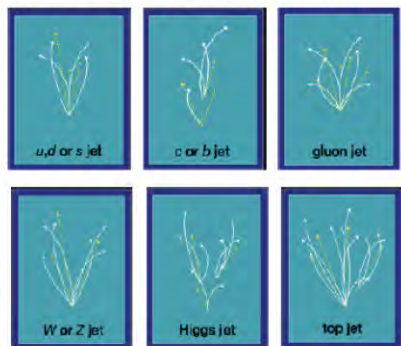 u,d or s jet
c or b jet
gluon jet
W or Z jet
Higgs jet
top jet